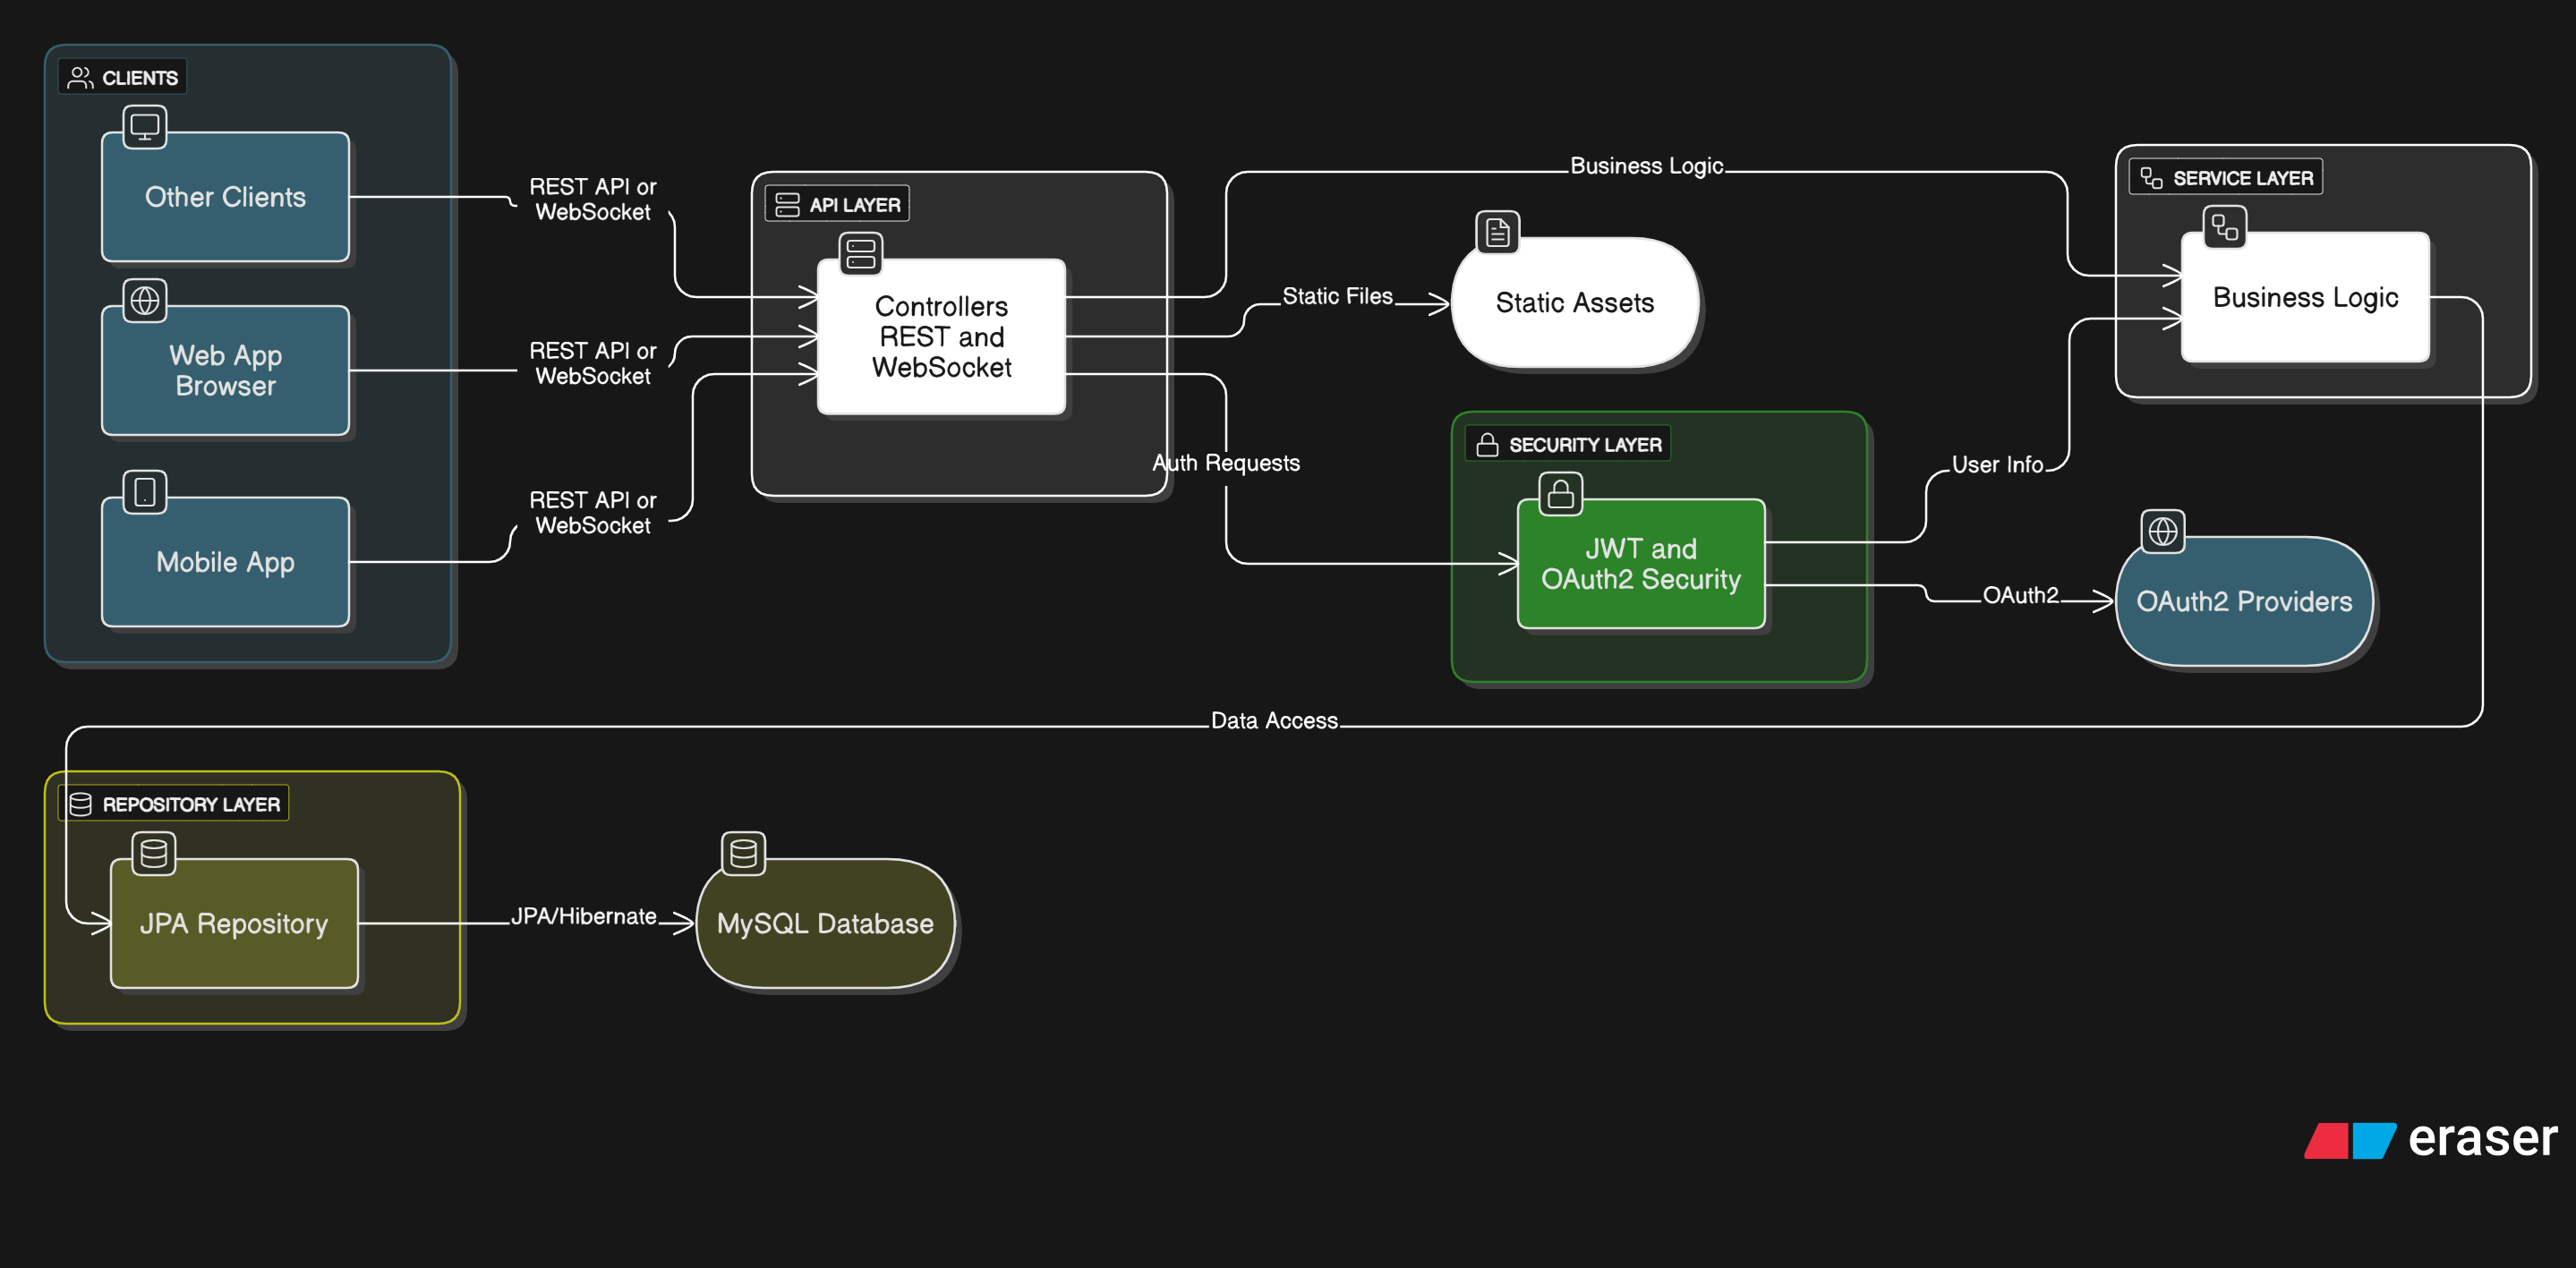 CLIENTS
Other Clients
Web App
Browser
Mobile App
REST API or
WebSocket
REST API or
WebSocket
REST API or
WebSocket
API LAYER
Controllers
REST and
WebSocket
Business Logic
Static Files
Auth Requests
Static Assets
SECURITY LAYER
JWT and
OAuth2 Security
User Info
OAuth2
SERVICE LAYER
Business Logic
OAuth2 Providers
Data Access
REPOSITORY LAYER
JPA Repository
JPA/Hibernate
MySQL Database
eraser